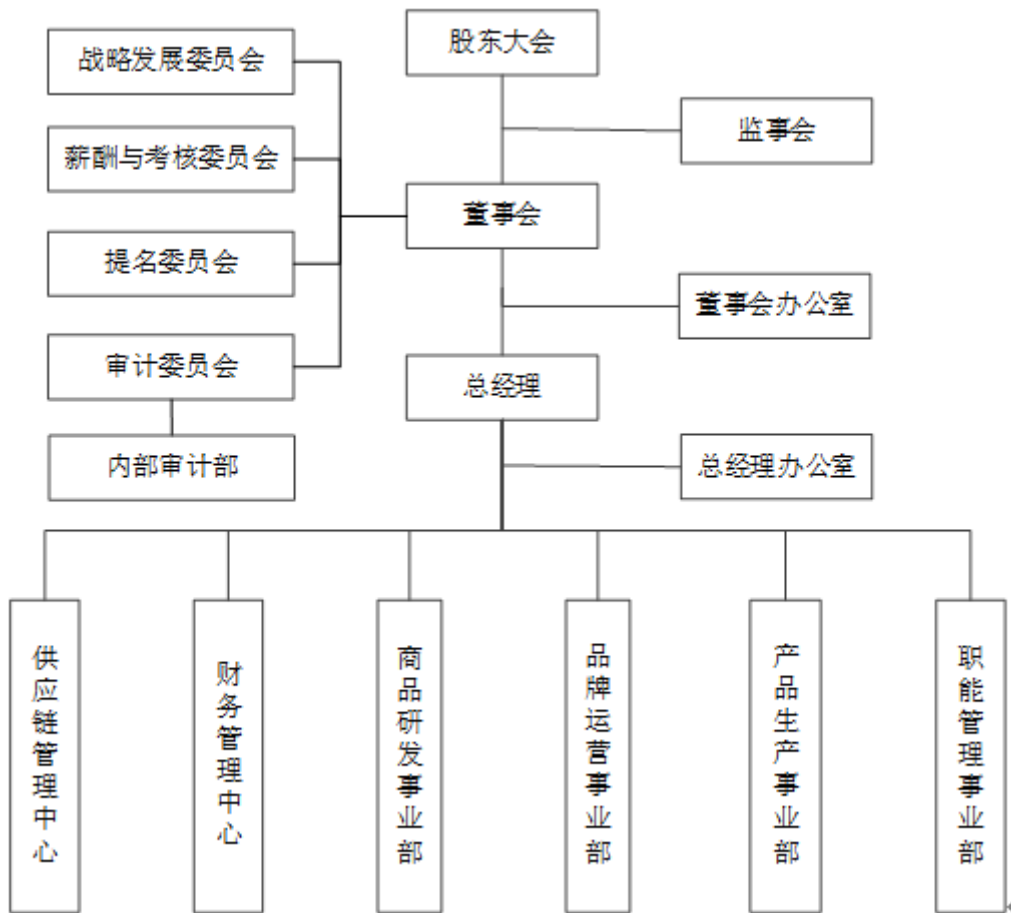 股东大会
战略发展委员会
监事会
薪酬与考核委员会
董事会
提名委员会
董事会办公室
审计委员会
总经理
内部审计部
总经理办公室
供应链管理中心
财务管理中心
商品研发事业部
品牌运营事业部
产品生产事业部
职能管理事业部